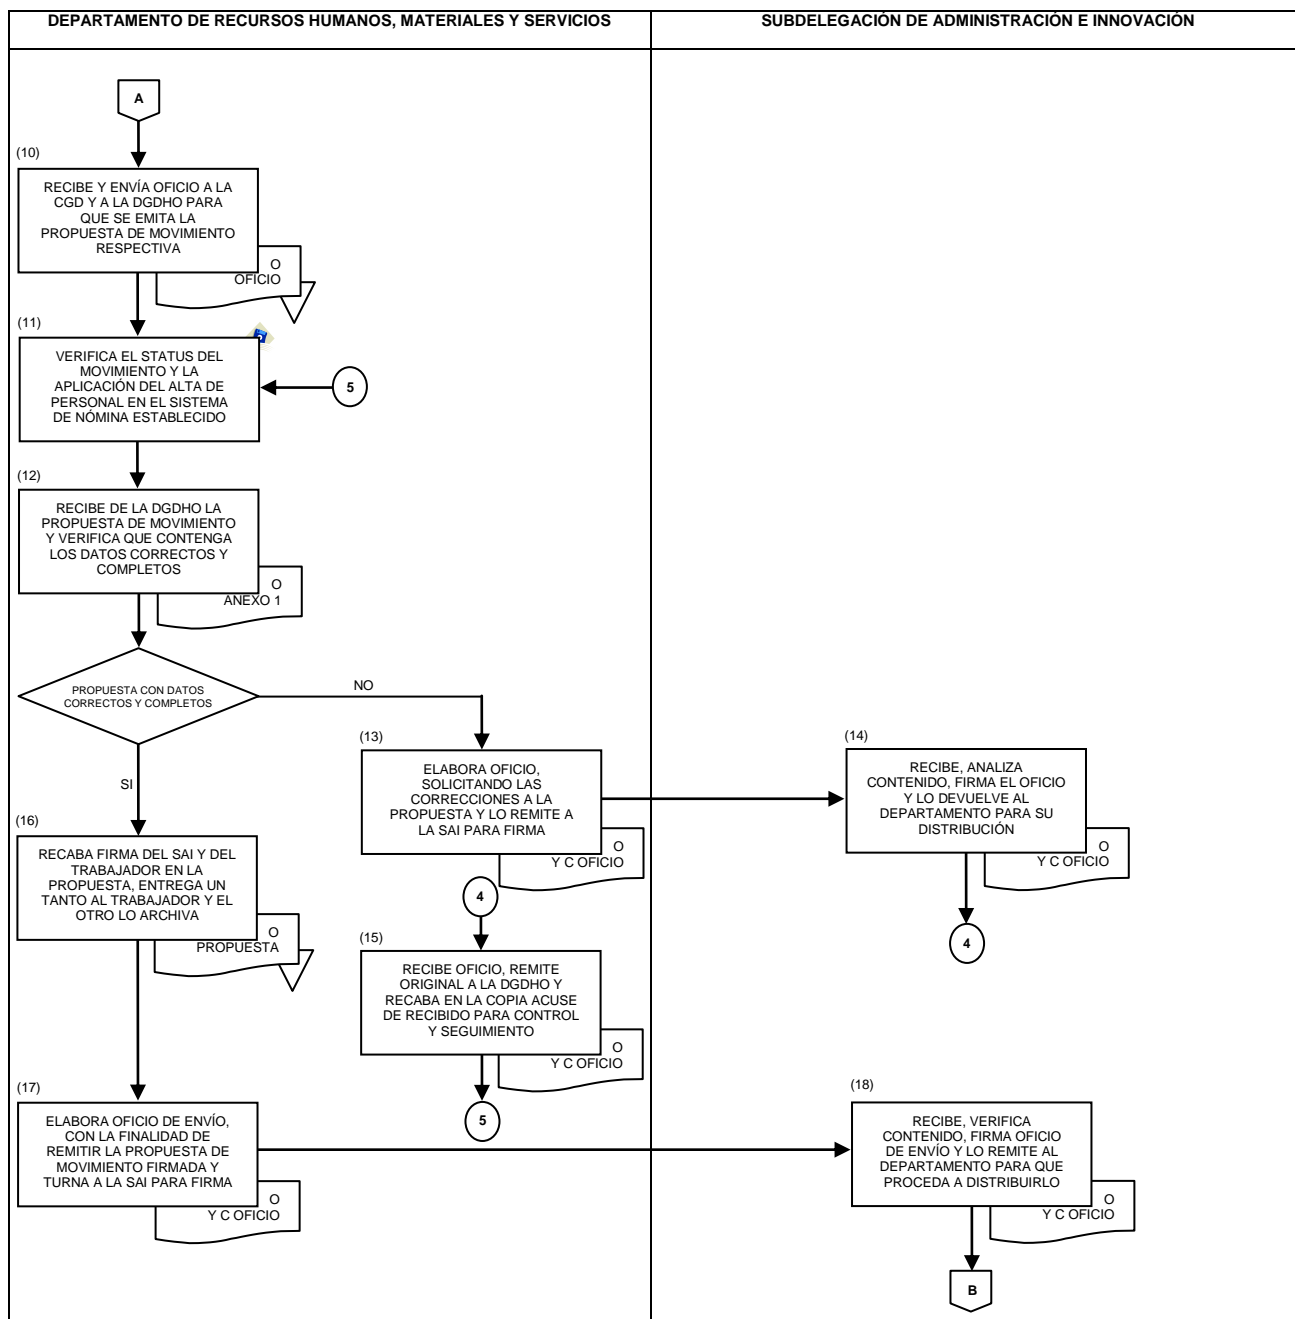 DEPARTAMENTO DE RECURSOS HUMANOS, MATERIALES Y SERVICIOS
SUBDELEGACIÓN DE ADMINISTRACIÓN E INNOVACIÓN
A
(10)
RECIBE Y ENVÍA OFICIO A LA
CGD Y A LA DGDHO PARA
QUE SE EMITA LA
PROPUESTA DE MOVIMIENTO
RESPECTIVA
O
OFICIO
(11)
VERIFICA EL STATUS DEL
MOVIMIENTO Y LA
APLICACIÓN DEL ALTA DE
PERSONAL EN EL SISTEMA
DE NÓMINA ESTABLECIDO
5
(12)
RECIBE DE LA DGDHO LA
PROPUESTA DE MOVIMIENTO
Y VERIFICA QUE CONTENGA
LOS DATOS CORRECTOS Y
COMPLETOS
O
ANEXO 1
PROPUESTA CON DATOS
CORRECTOS Y COMPLETOS
NO
SI
(13)
ELABORA OFICIO,
SOLICITANDO LAS
CORRECCIONES A LA
PROPUESTA Y LO REMITE A
LA SAI PARA FIRMA
O
Y C OFICIO
(14)
RECIBE, ANALIZA
CONTENIDO, FIRMA EL OFICIO
Y LO DEVUELVE AL
DEPARTAMENTO PARA SU
DISTRIBUCIÓN
O
Y C OFICIO
4
4
(15)
RECIBE OFICIO, REMITE
ORIGINAL A LA DGDHO Y
RECABA EN LA COPIA ACUSE
DE RECIBIDO PARA CONTROL
Y SEGUIMIENTO
O
Y C OFICIO
5
(16)
RECABA FIRMA DEL SAI Y DEL
TRABAJADOR EN LA
PROPUESTA, ENTREGA UN
TANTO AL TRABAJADOR Y EL
OTRO LO ARCHIVA
O
PROPUESTA
(17)
ELABORA OFICIO DE ENVÍO,
CON LA FINALIDAD DE
REMITIR LA PROPUESTA DE
MOVIMIENTO FIRMADA Y
TURNA A LA SAI PARA FIRMA
O
Y C OFICIO
(18)
RECIBE, VERIFICA
CONTENIDO, FIRMA OFICIO
DE ENVÍO Y LO REMITE AL
DEPARTAMENTO PARA QUE
PROCEDA A DISTRIBUIRLO
O
Y C OFICIO
B